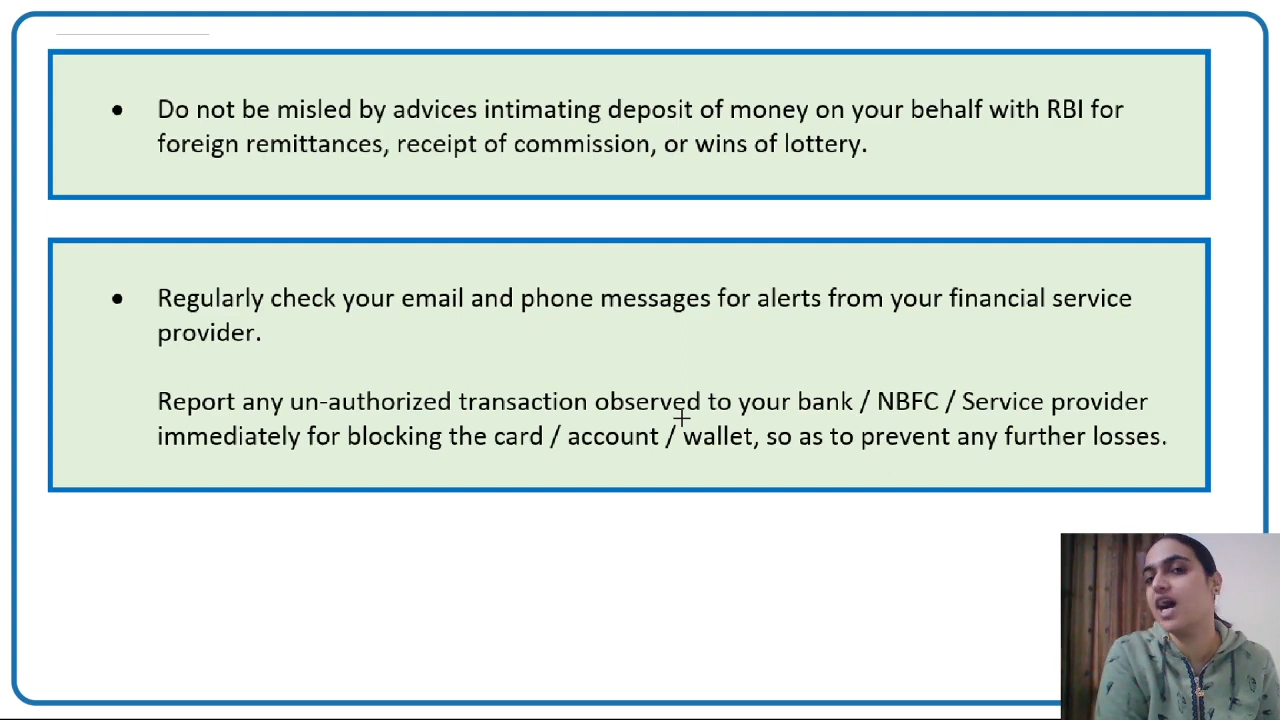 • Do not be misled by advices intimating deposit of money on your behalf with RBI for
foreign remittances, receipt of commission, or wins of lottery.
• Regularly check your email and phone messages for alerts from your financial service
provider.
Report any un-authorized transaction observed to your bank / NBFC / Service provider
immediately for blocking the card / account / wallet, so as to prevent any further losses.